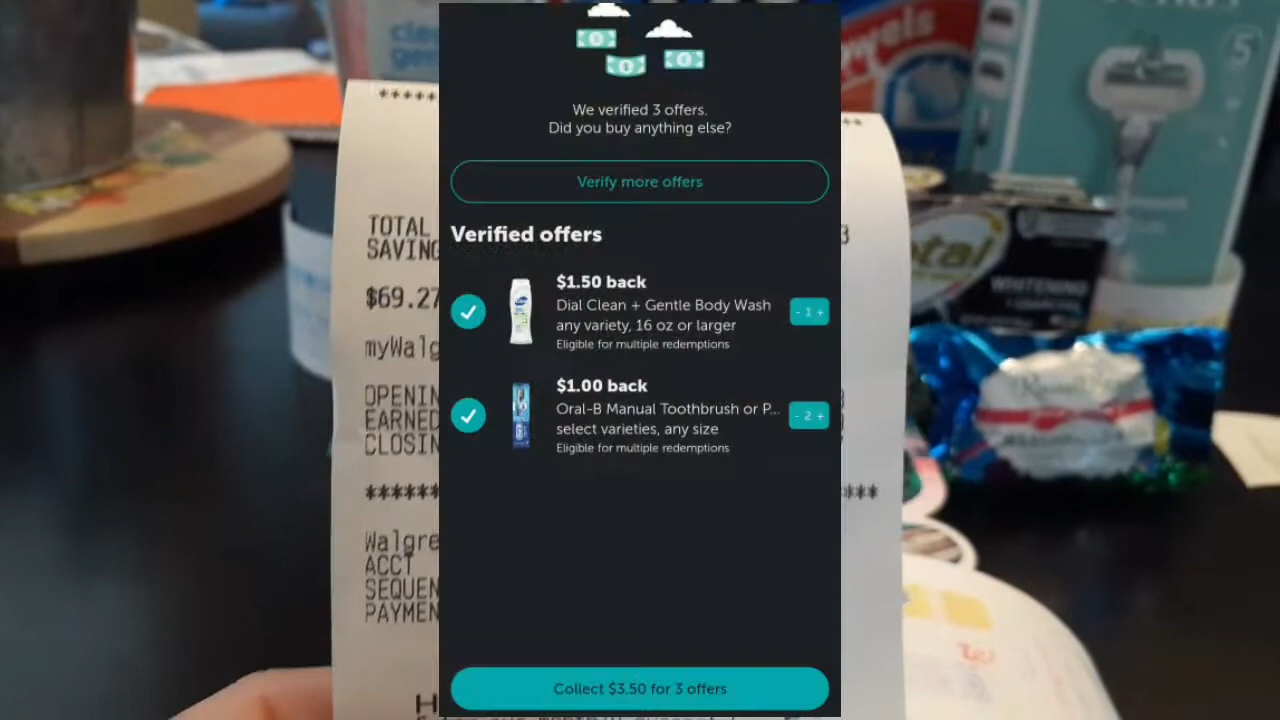 We verified 3 offers.
Did you buy anything else?
Verify more offers
Verified offers
$1.50 back
Dial Clean + Gentle Body Wash
any variety, 16 oz or larger
Eligible for multiple redemptions
- 1 +
$1.00 back
Oral-B Manual Toothbrush or P...
select varieties, any size
Eligible for multiple redemptions
- 2 +
Collect $3.50 for 3 offers
*****
TOTAL
SAVING
$69.27
myWalg
OPENIN
EARNED
CLOSIN
******
***
Walgre
ACCT
SEQUEN
PAYMEN
H
5
otal
WHITENING